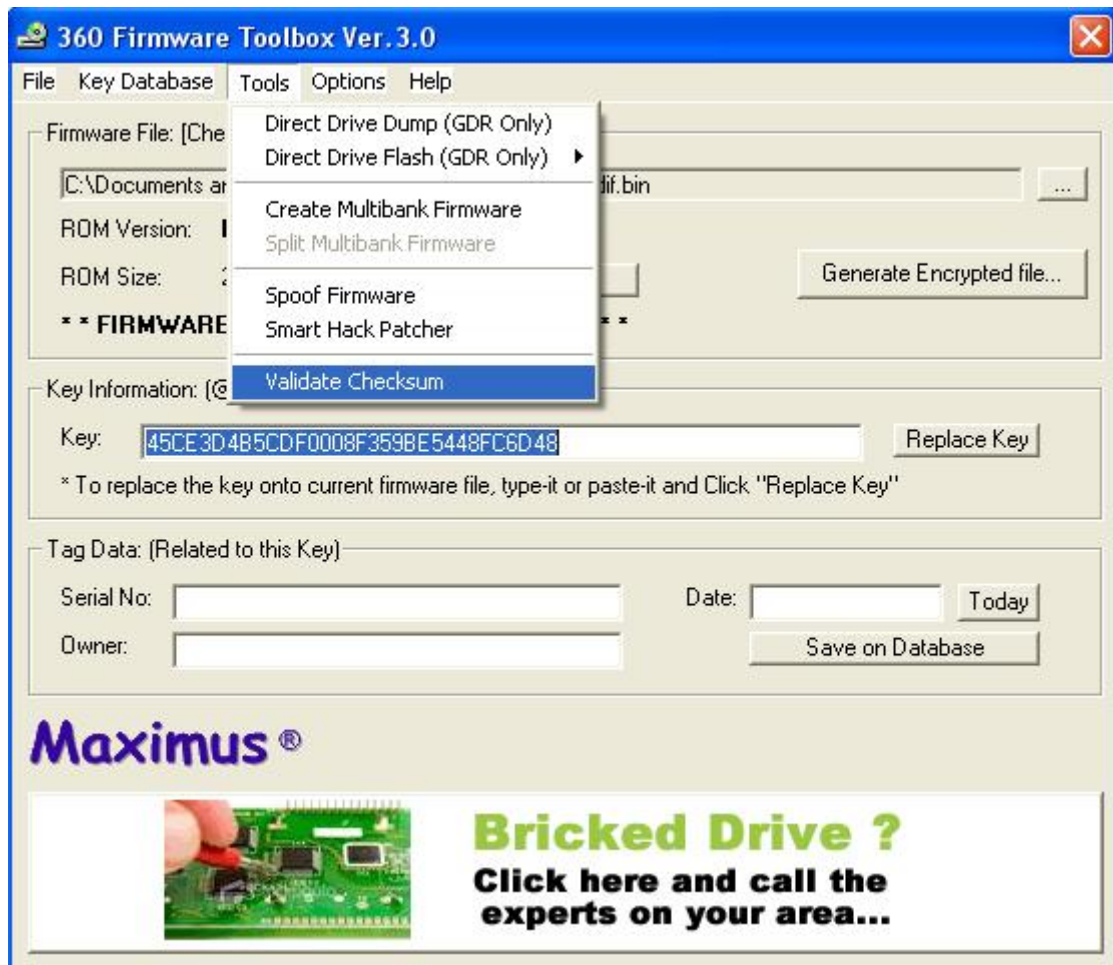 360 Firmware Toolbox Ver.3.0
File Key Database Tools Options Help
Direct Drive Dump (GDR Only)
Direct Drive Flash (GDR Only)
Create Multibank Firmware
Split Multibank Firmware
Spoof Firmware
Smart Hack Patcher
Validate Checksum
Firmware File: [Che
C:\Documents ar dif.bin ...
ROM Version:
ROM Size: Generate Encrypted file...
* * FIRMWARE * *
Key Information: (@
Key: 45CE3D4B5CDF0008F359BE5448FC6D48 Replace Key
* To replace the key onto current firmware file, type-it or paste-it and Click "Replace Key"
Tag Data: (Related to this Key)
Serial No: Date: Today
Owner: Save on Database
Maximus ®
Bricked Drive ?
Click here and call the
experts on your area...